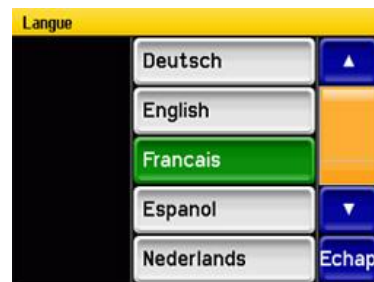 Langue
Deutsch
English
Francais
Espanol
Nederlands
Echap